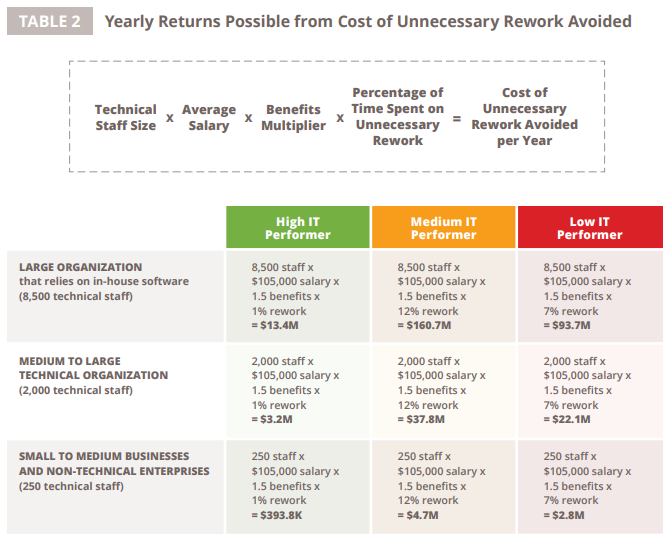 TABLE 2 Yearly Returns Possible from Cost of Unnecessary Rework Avoided
Technical
Staff Size
x
Average
Salary
x
Benefits
Multiplier
x
Percentage of
Time Spent on
Unnecessary
Rework
=
Cost of
Unnecessary
Rework Avoided
per Year
High IT
Performer
Medium IT
Performer
Low IT
Performer
LARGE ORGANIZATION
that relies on in-house software
(8,500 technical staff)
8,500 staff x
$105,000 salary x
1.5 benefits x
1% rework
= $13.4M
8,500 staff x
$105,000 salary x
1.5 benefits x
12% rework
= $160.7M
8,500 staff x
$105,000 salary x
1.5 benefits x
7% rework
= $93.7M
MEDIUM TO LARGE
TECHNICAL ORGANIZATION
(2,000 technical staff)
2,000 staff x
$105,000 salary x
1.5 benefits x
1% rework
= $3.2M
2,000 staff x
$105,000 salary x
1.5 benefits x
12% rework
= $37.8M
2,000 staff x
$105,000 salary x
1.5 benefits x
7% rework
= $22.1M
SMALL TO MEDIUM BUSINESSES
AND NON-TECHNICAL ENTERPRISES
(250 technical staff)
250 staff x
$105,000 salary x
1.5 benefits x
1% rework
= $393.8K
250 staff x
$105,000 salary x
1.5 benefits x
12% rework
= $4.7M
250 staff x
$105,000 salary x
1.5 benefits x
7% rework
= $2.8M